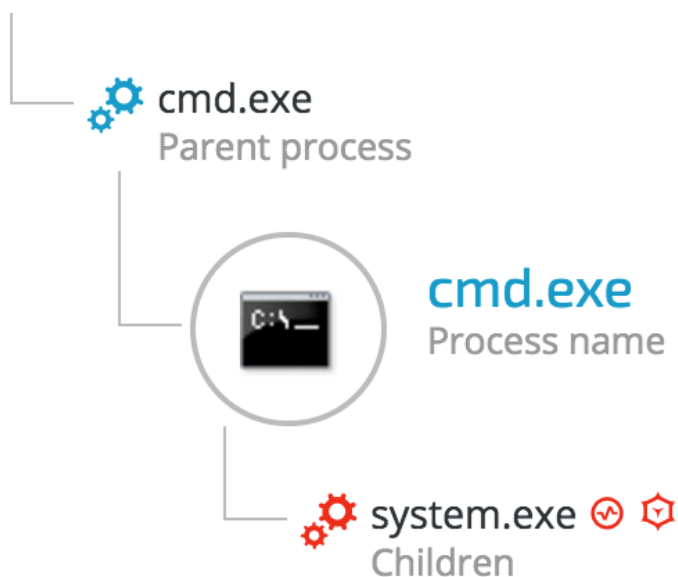 cmd.exe
Parent process
C:\_
cmd.exe
Process name
system.exe
Children